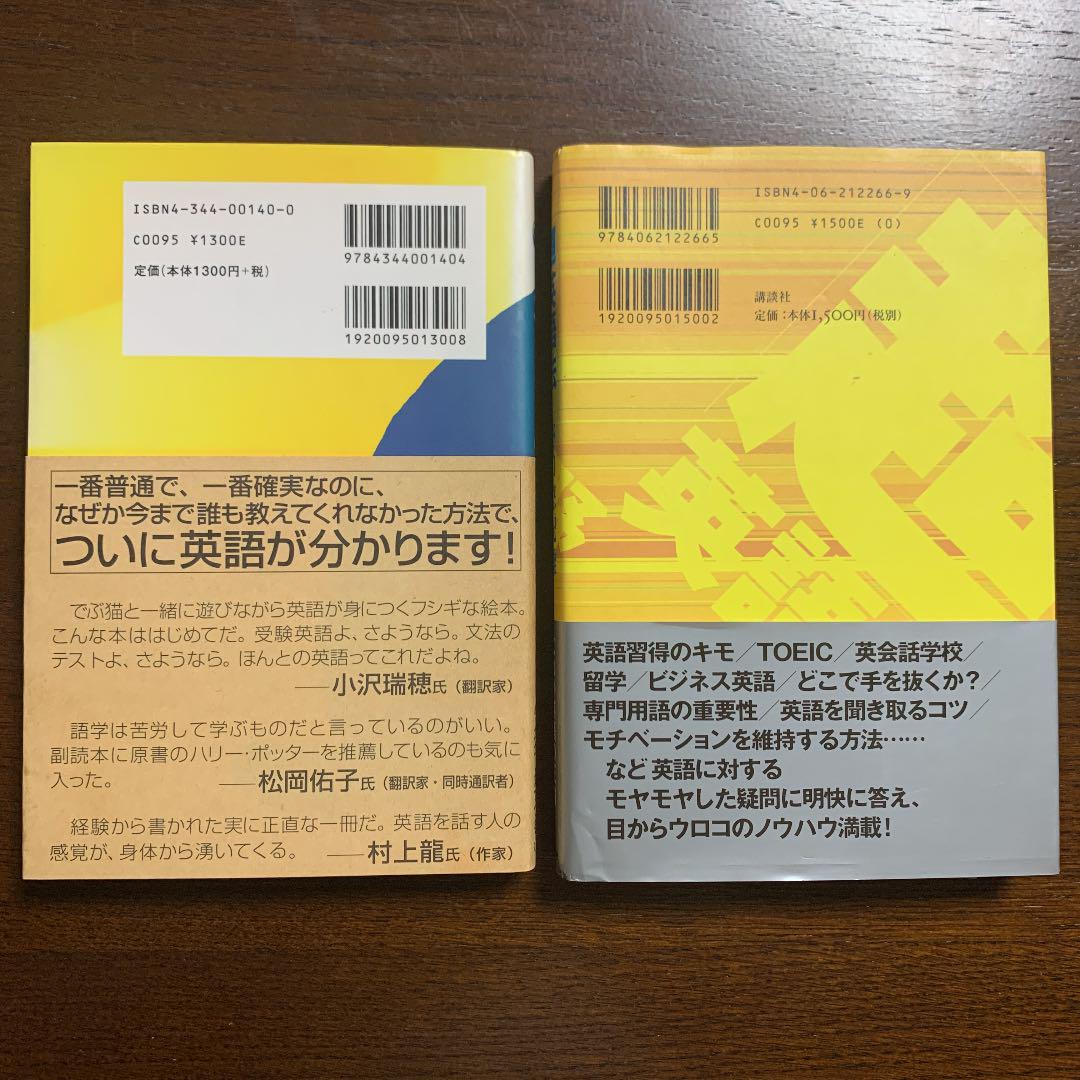 ISBN4-344-00140-0
C0095 ¥1300E
定価(本体1300円+税)
9784344001404
1920095013008
一番普通で、一番確実なのに、
なぜか今まで誰も教えてくれなかった方法で、
ついに英語が分かります!
でぶ猫と一緒に遊びながら英語が身につくフシギな絵本。
こんな本ははじめてだ。受験英語よ、さようなら。文法の
テストよ、さようなら。ほんとの英語ってこれだよね。
——小沢瑞穂氏(翻訳家)
語学は苦労して学ぶものだと言っているのがいい。
副読本に原書のハリー・ポッターを推薦しているのも気に
入った。 ——松岡佑子氏(翻訳家・同時通訳者)
経験から書かれた実に正直な一冊だ。英語を話す人の
感覚が、身体から湧いてくる。 ——村上龍氏(作家)
ISBN4-06-212266-9
C0095 ¥1500E (0)
9784062122665
1920095015002
講談社
定価:本体1,500円(税別)
英語
英語習得のキモ/TOEIC/英会話学校/
留学/ビジネス英語/どこで手を抜くか?/
専門用語の重要性/英語を聞き取るコツ/
モチベーションを維持する方法……
など 英語に対する
モヤモヤした疑問に明快に答え、
目からウロコのノウハウ満載!